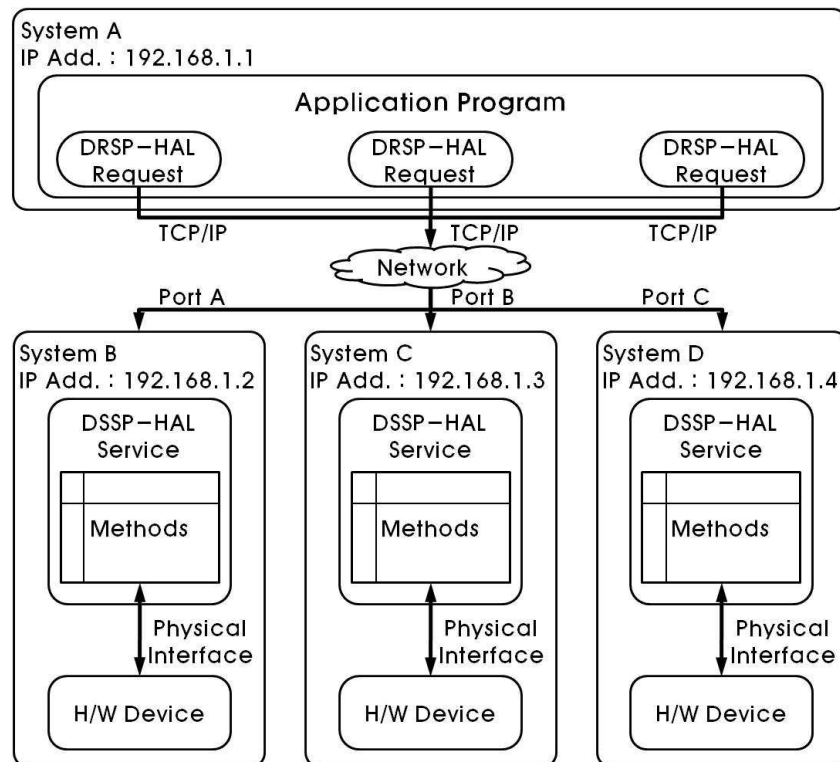 System A
IP Add. : 192.168.1.1
Application Program
DRSP-HAL
Request
DRSP-HAL
Request
DRSP-HAL
Request
TCP/IP
TCP/IP
TCP/IP
Network
Port A
Port B
Port C
System B
IP Add. : 192.168.1.2
DSSP-HAL
Service
Methods
Physical
Interface
H/W Device
System C
IP Add. : 192.168.1.3
DSSP-HAL
Service
Methods
Physical
Interface
H/W Device
System D
IP Add. : 192.168.1.4
DSSP-HAL
Service
Methods
Physical
Interface
H/W Device